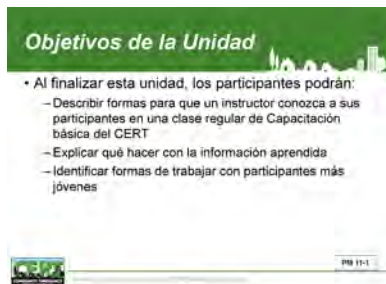 Objetivos de la Unidad
• Al finalizar esta unidad, los participantes podrán:
– Describir formas para que un instructor conozca a sus
participantes en una clase regular de Capacitación
básica del CERT
– Explicar qué hacer con la información aprendida
– Identificar formas de trabajar con participantes más
jóvenes
CERT
PM 11-1